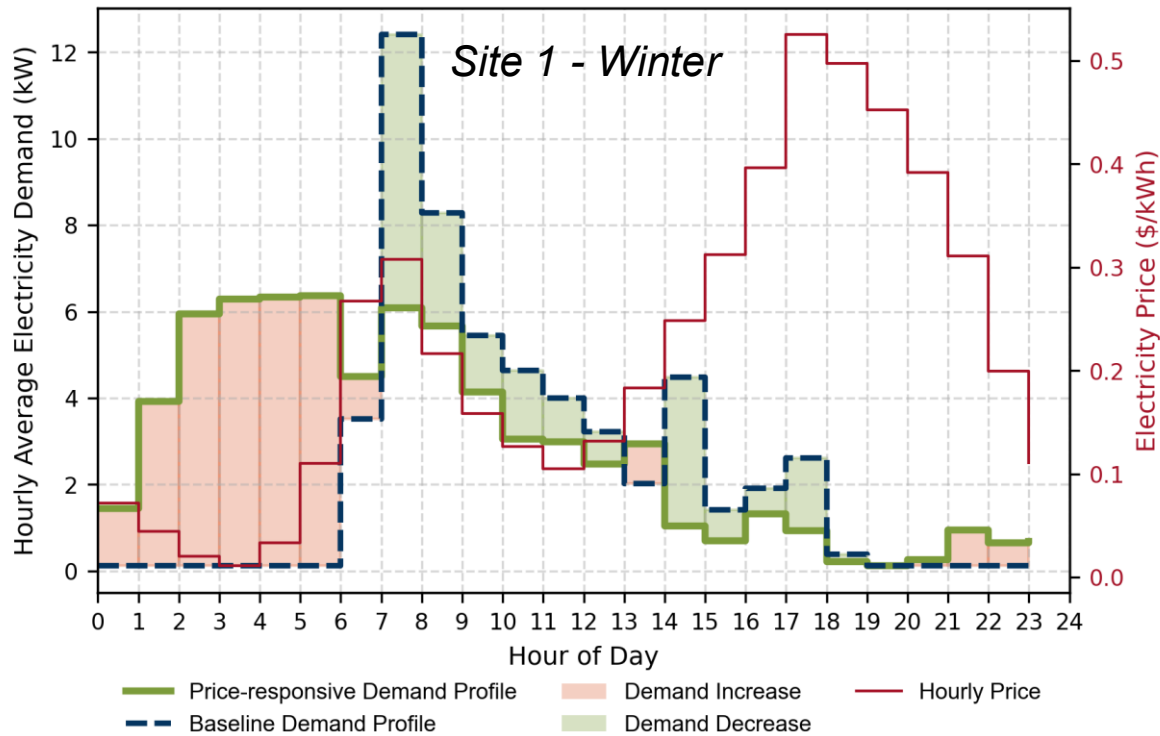 Site 1 - Winter
Hourly Average Electricity Demand (kW)
12
10
8
6
4
2
0
0.5
0.4
0.3
0.2
0.1
0.0
Electricity Price ($/kWh)
0 1 2 3 4 5 6 7 8 9 10 11 12 13 14 15 16 17 18 19 20 21 22 23 24
Hour of Day
Price-responsive Demand Profile Demand Increase Hourly Price
Baseline Demand Profile Demand Decrease